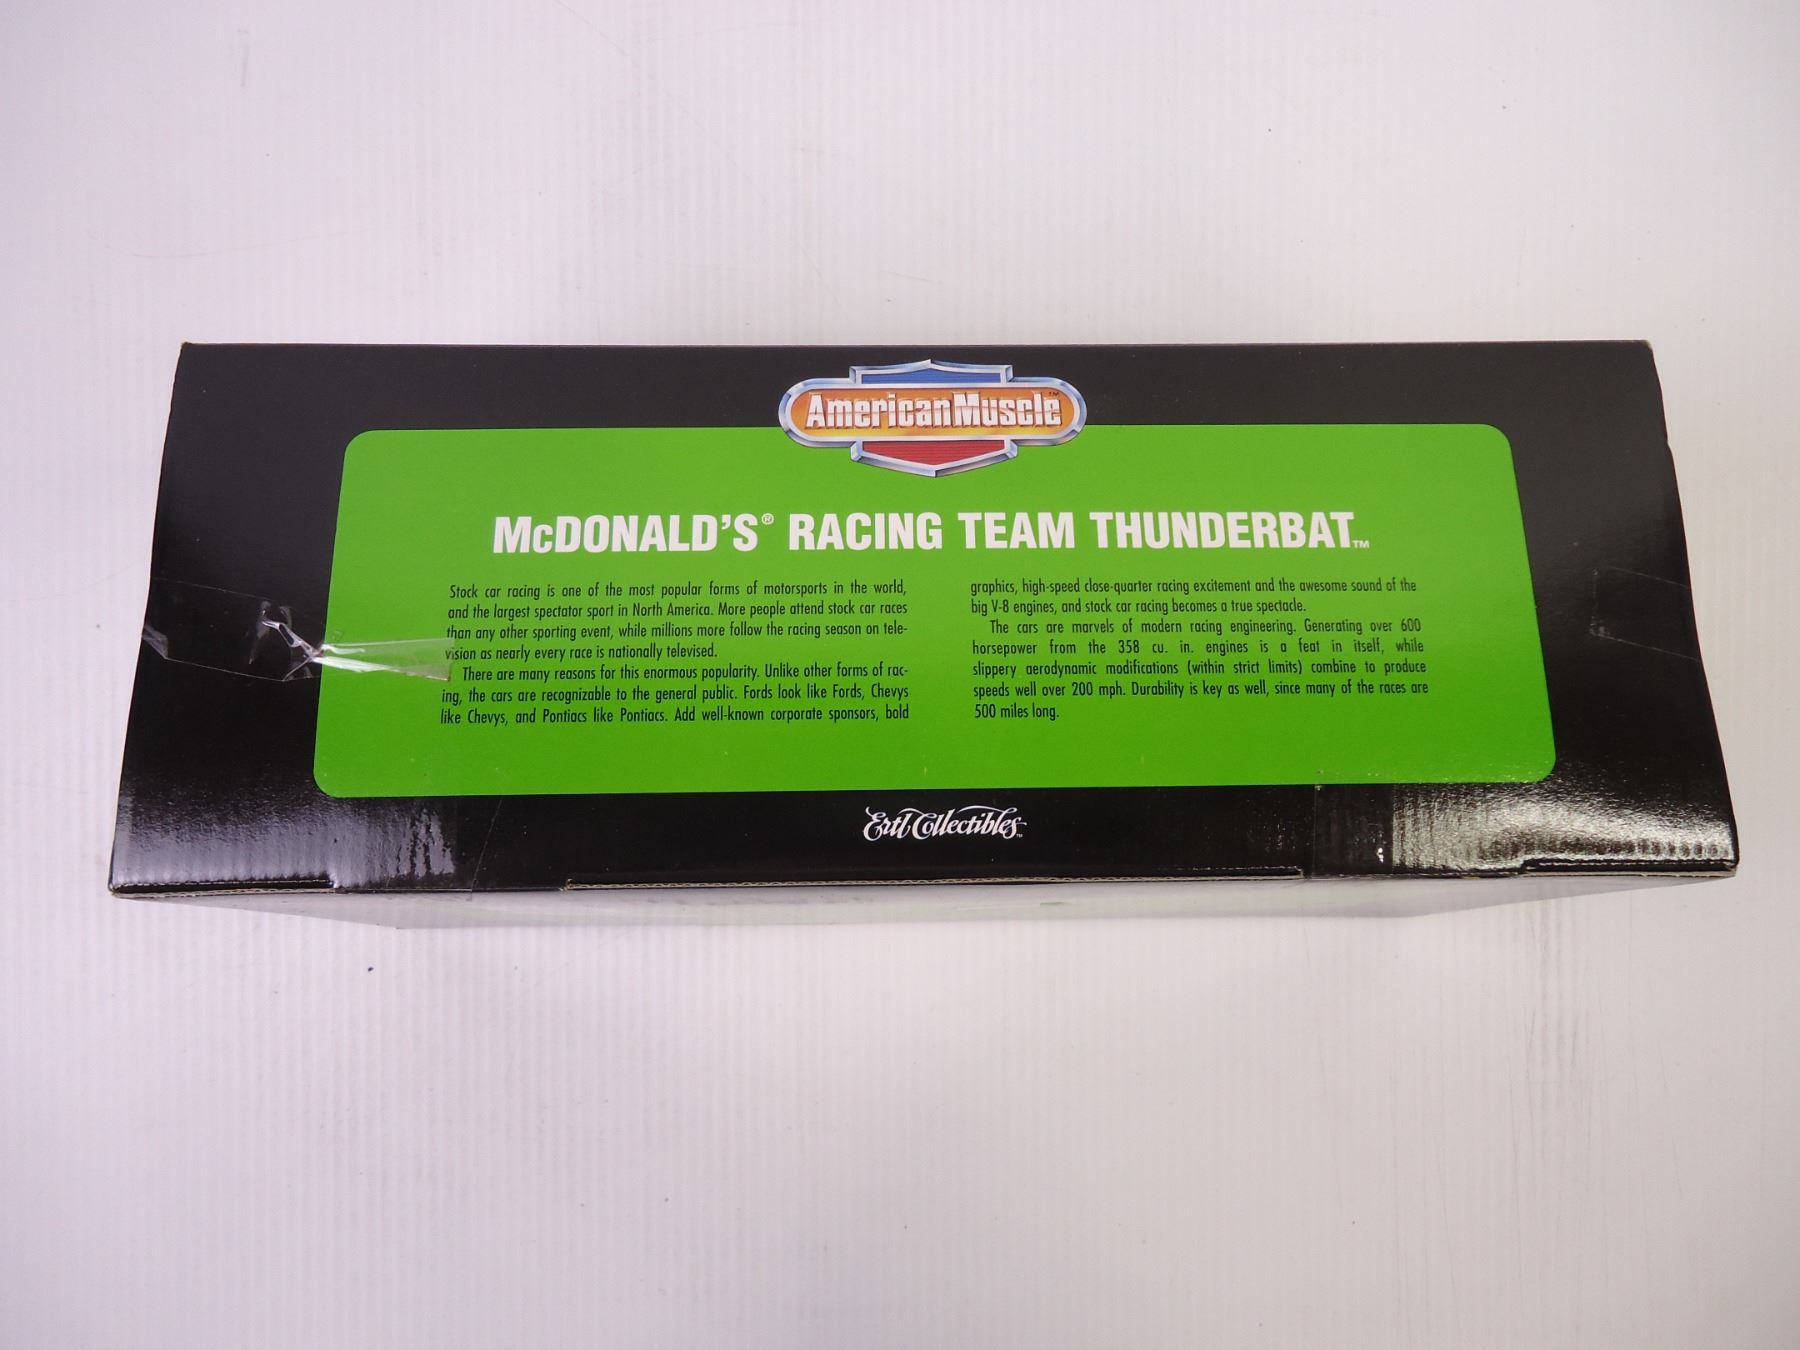 AmericanMuscle™
McDONALD'S® RACING TEAM THUNDERBAT™
Stock car racing is one of the most popular forms of motorsports in the world,
and the largest spectator sport in North America. More people attend stock car races
than any other sporting event, while millions more follow the racing season on tele-
vision as nearly every race is nationally televised.
There are many reasons for this enormous popularity. Unlike other forms of rac-
ing, the cars are recognizable to the general public. Fords look like Fords, Chevys
like Chevys, and Pontiacs like Pontiacs. Add well-known corporate sponsors, bold
graphics, high-speed close-quarter racing excitement and the awesome sound of the
big V-8 engines, and stock car racing becomes a true spectacle.
The cars are marvels of modern racing engineering. Generating over 600
horsepower from the 358 cu. in. engines is a feat in itself, while
slippery aerodynamic modifications (within strict limits) combine to produce
speeds well over 200 mph. Durability is key as well, since many of the races are
500 miles long.
Ertl Collectibles™